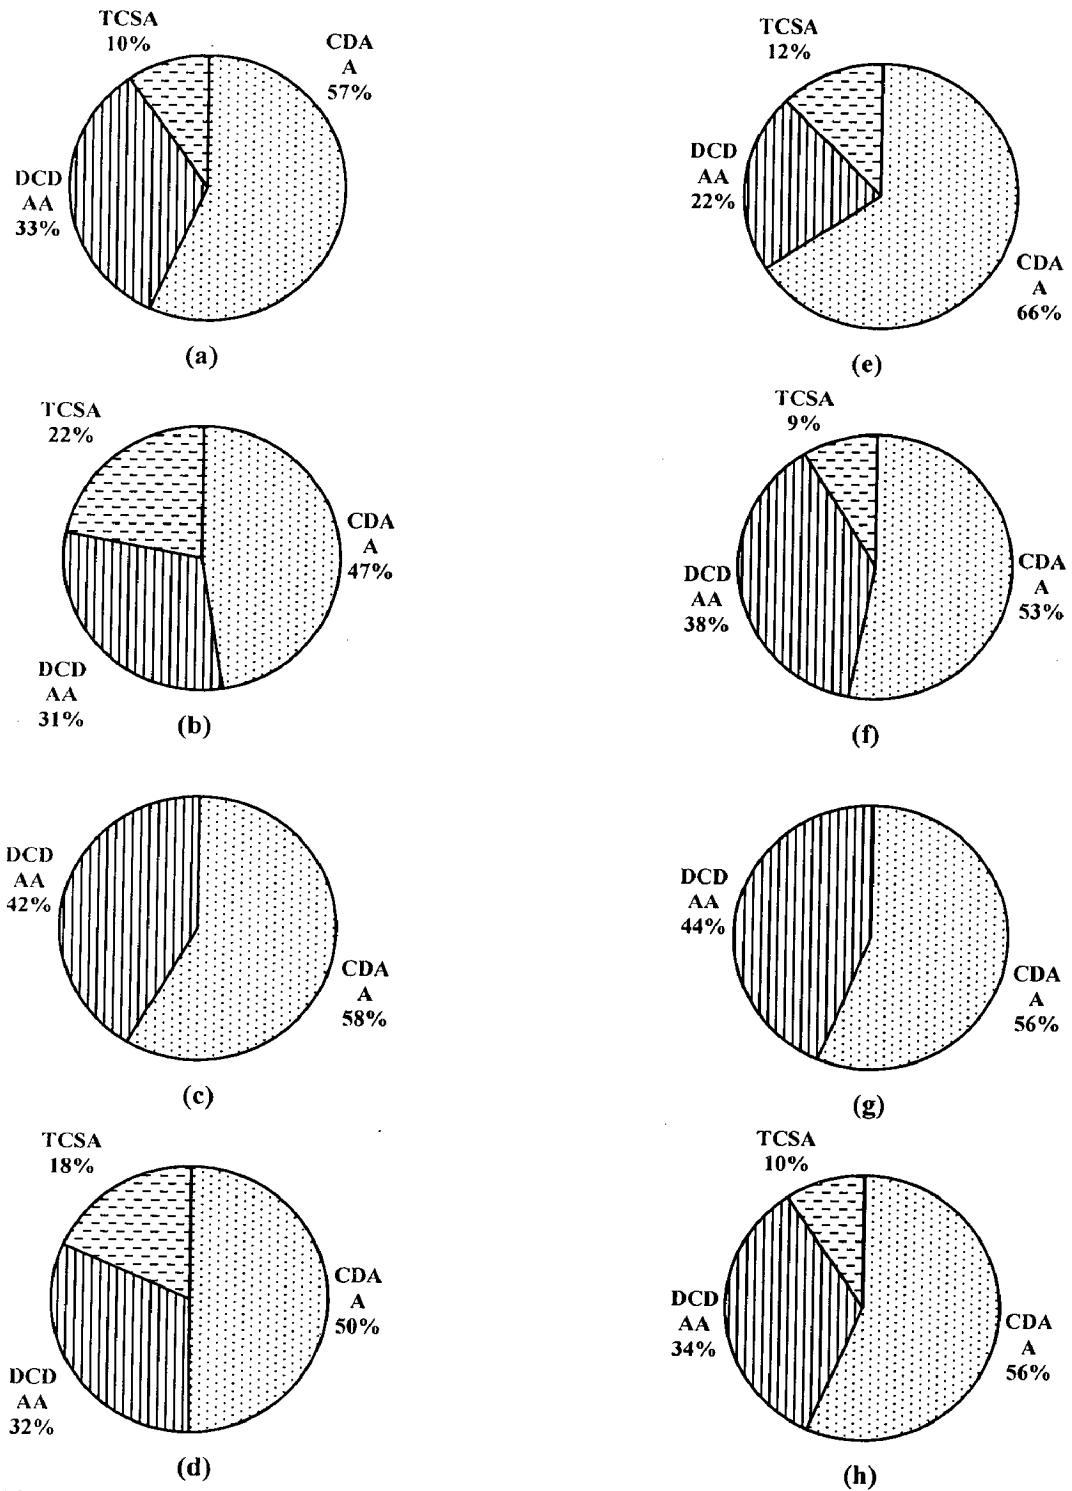 TCSA
10%
CDA
A
57%
DCD
AA
33%
(a)
TCSA
12%
DCD
AA
22%
CDA
A
66%
(e)
TCSA
22%
CDA
A
47%
DCD
AA
31%
(b)
TCSA
9%
DCD
AA
38%
CDA
A
53%
(f)
DCD
AA
42%
CDA
A
58%
(c)
DCD
AA
44%
CDA
A
56%
(g)
TCSA
18%
CDA
A
50%
DCD
AA
32%
(d)
TCSA
10%
DCD
AA
34%
CDA
A
56%
(h)